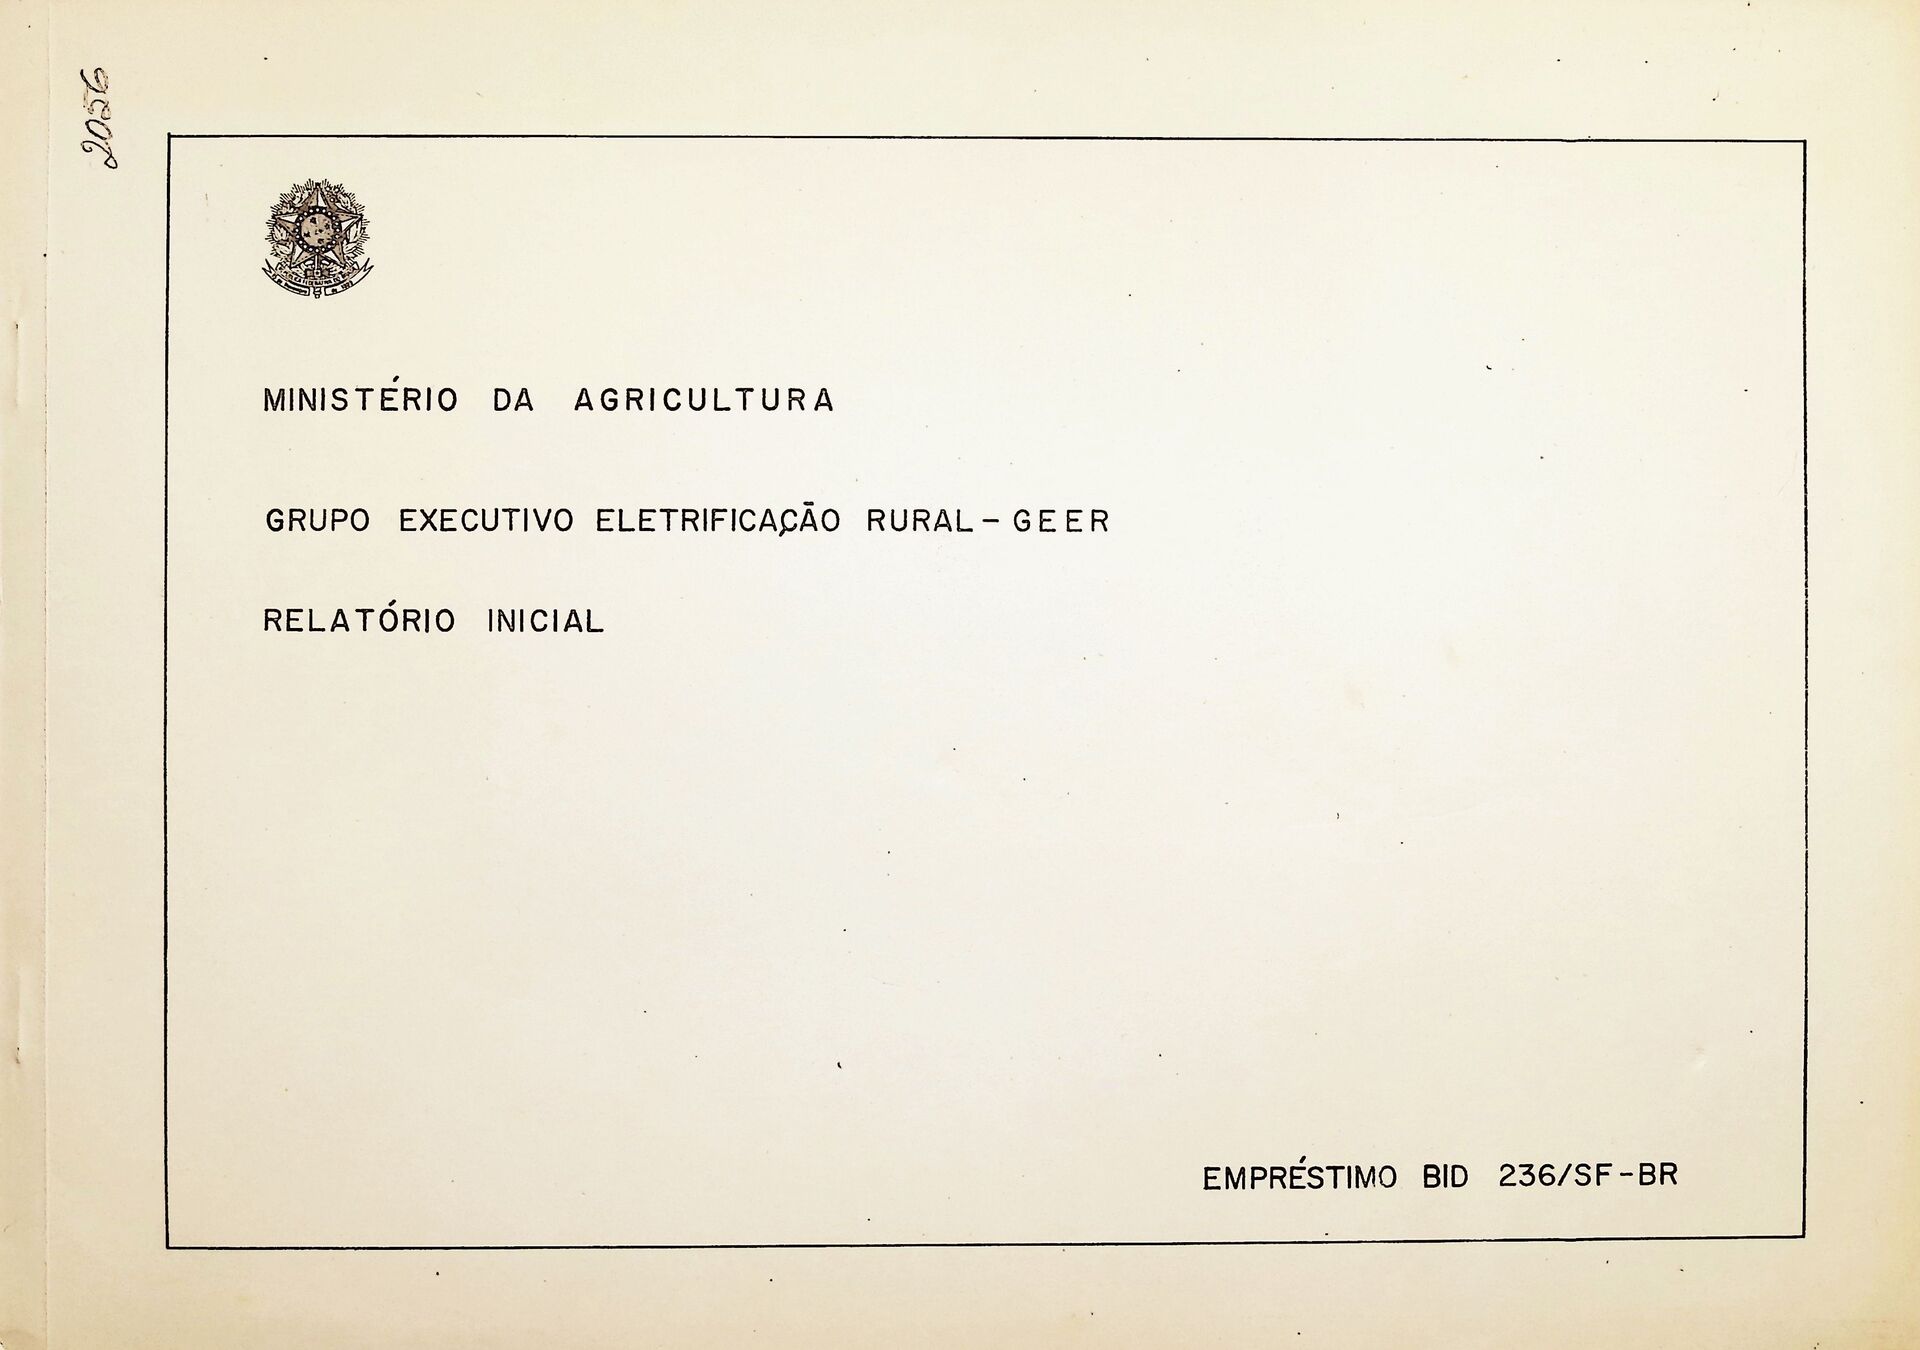 2056
MINISTÉRIO DA AGRICULTURA
GRUPO EXECUTIVO ELETRIFICAÇÃO RURAL - GEER
RELATÓRIO INICIAL
EMPRÉSTIMO BID 236/SF-BR